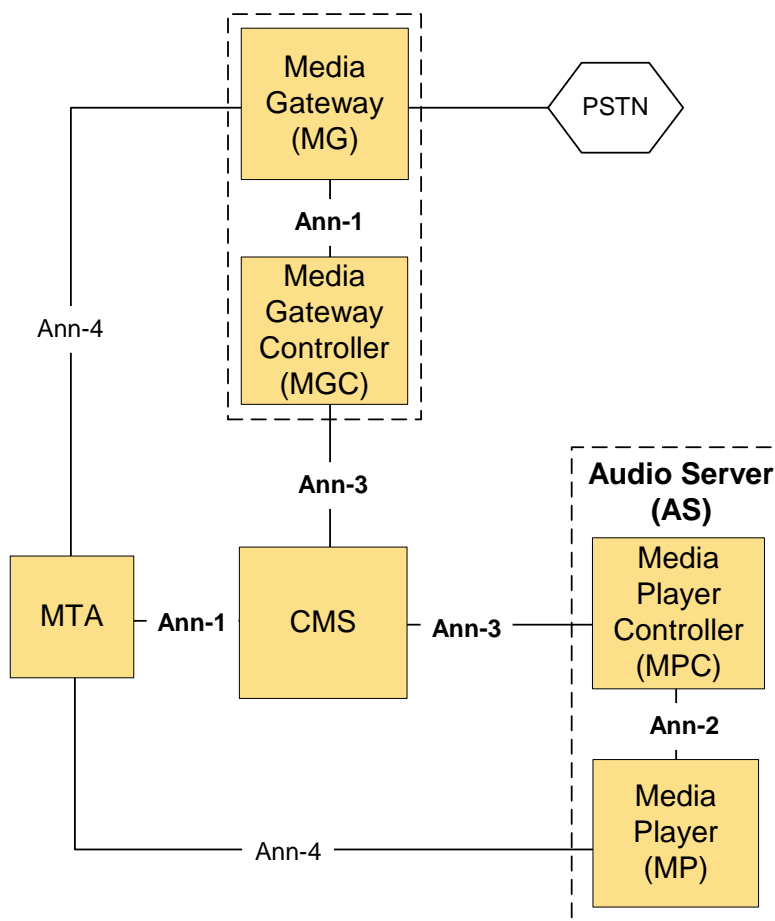 Media
Gateway
(MG)
PSTN
Ann-1
Media
Gateway
Controller
(MGC)
Ann-4
Ann-3
Audio Server
(AS)
Media
Player
Controller
(MPC)
MTA
Ann-1
CMS
Ann-3
Ann-2
Media
Player
(MP)
Ann-4